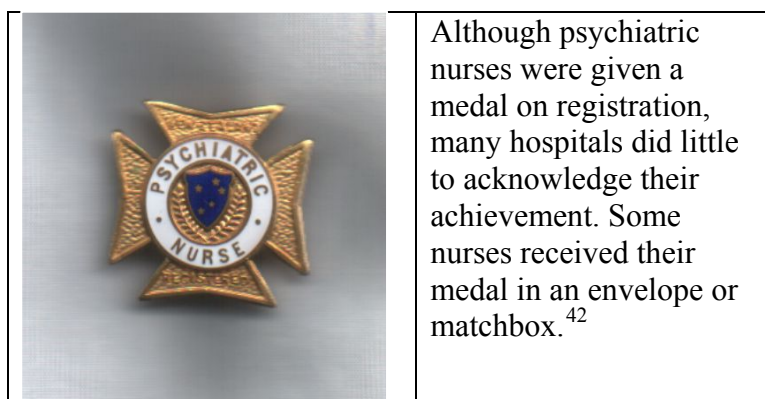 PSYCHIATRIC
NURSE
REGISTERED
Although psychiatric
nurses were given a
medal on registration,
many hospitals did little
to acknowledge their
achievement. Some
nurses received their
medal in an envelope or
matchbox.42